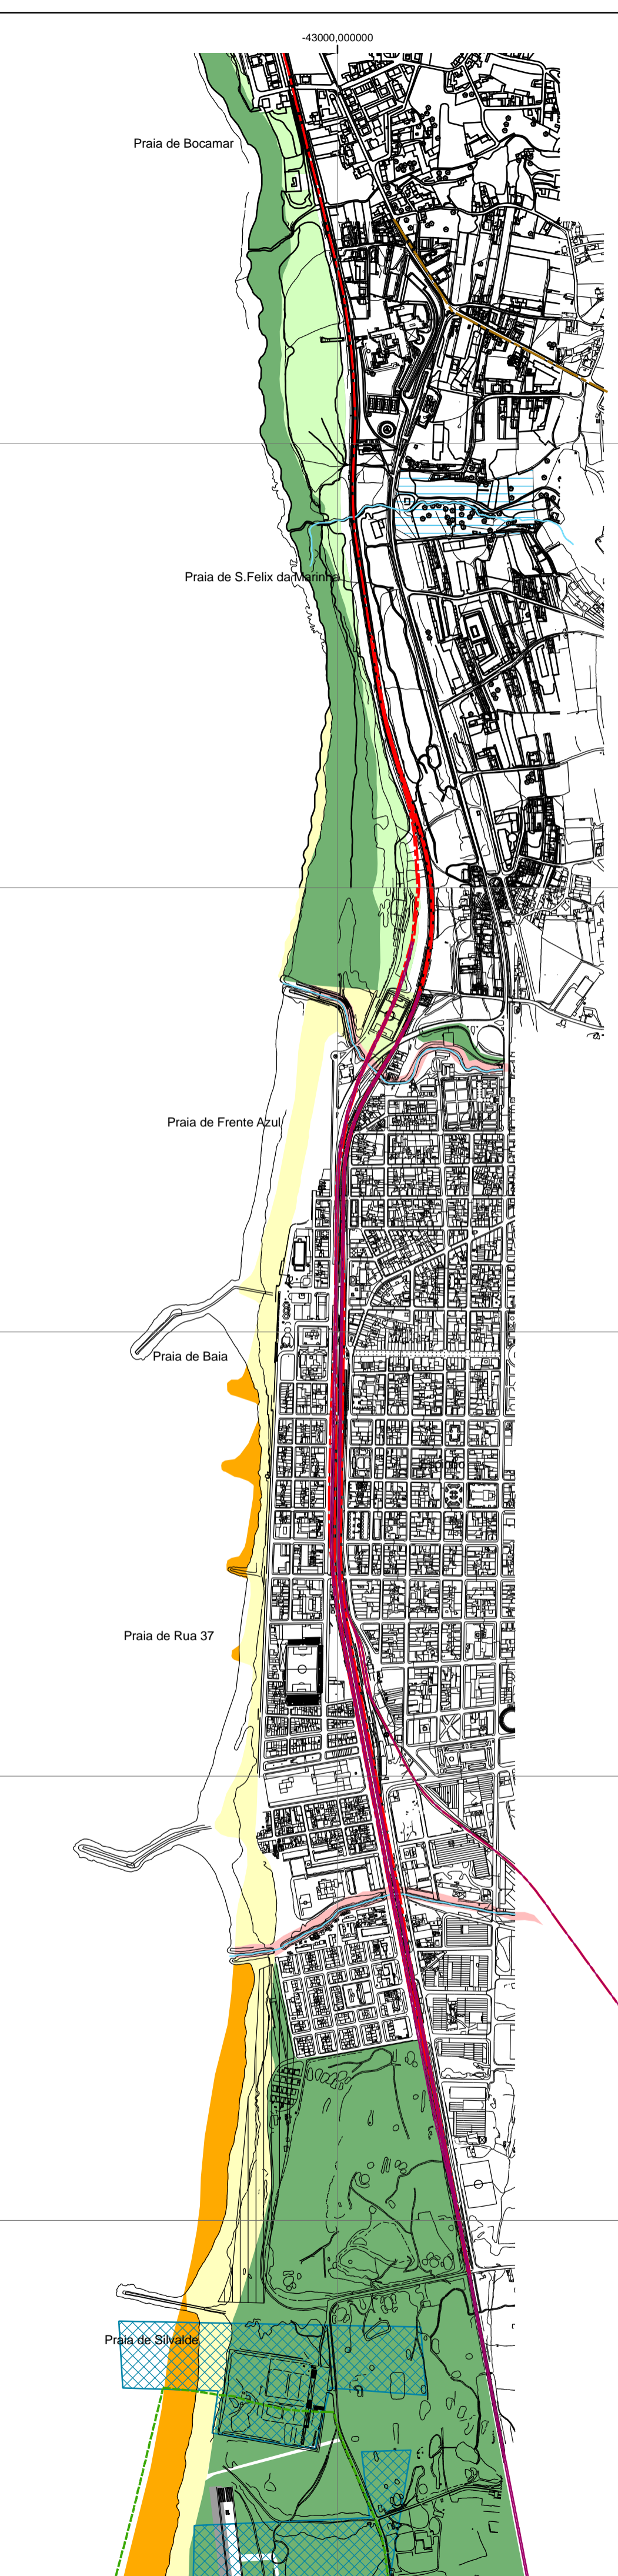 -43000,000000
Praia de Bocamar
Praia de S.Felix da Marinha
Praia de Frente Azul
Praia de Baia
Espinho
Praia de Rua 37
Praia de Silvalde